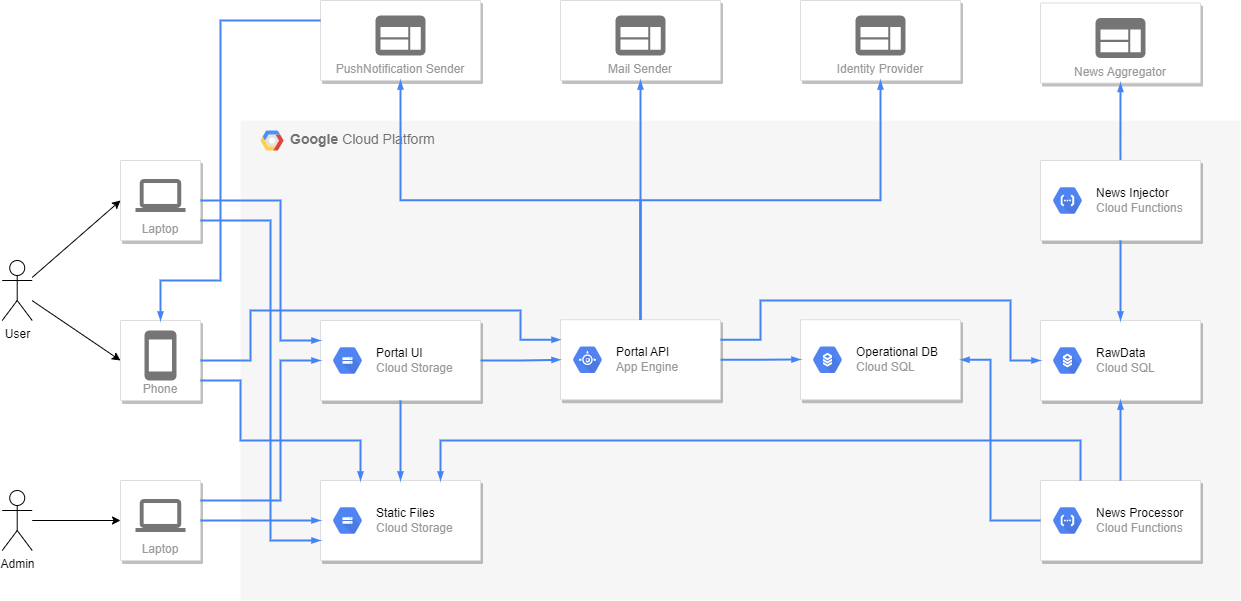 PushNotification Sender
Mail Sender
Identity Provider
News Aggregator
Google Cloud Platform
Laptop
News Injector
Cloud Functions
User
Phone
Portal UI
Cloud Storage
Portal API
App Engine
Operational DB
Cloud SQL
RawData
Cloud SQL
Admin
Laptop
Static Files
Cloud Storage
News Processor
Cloud Functions